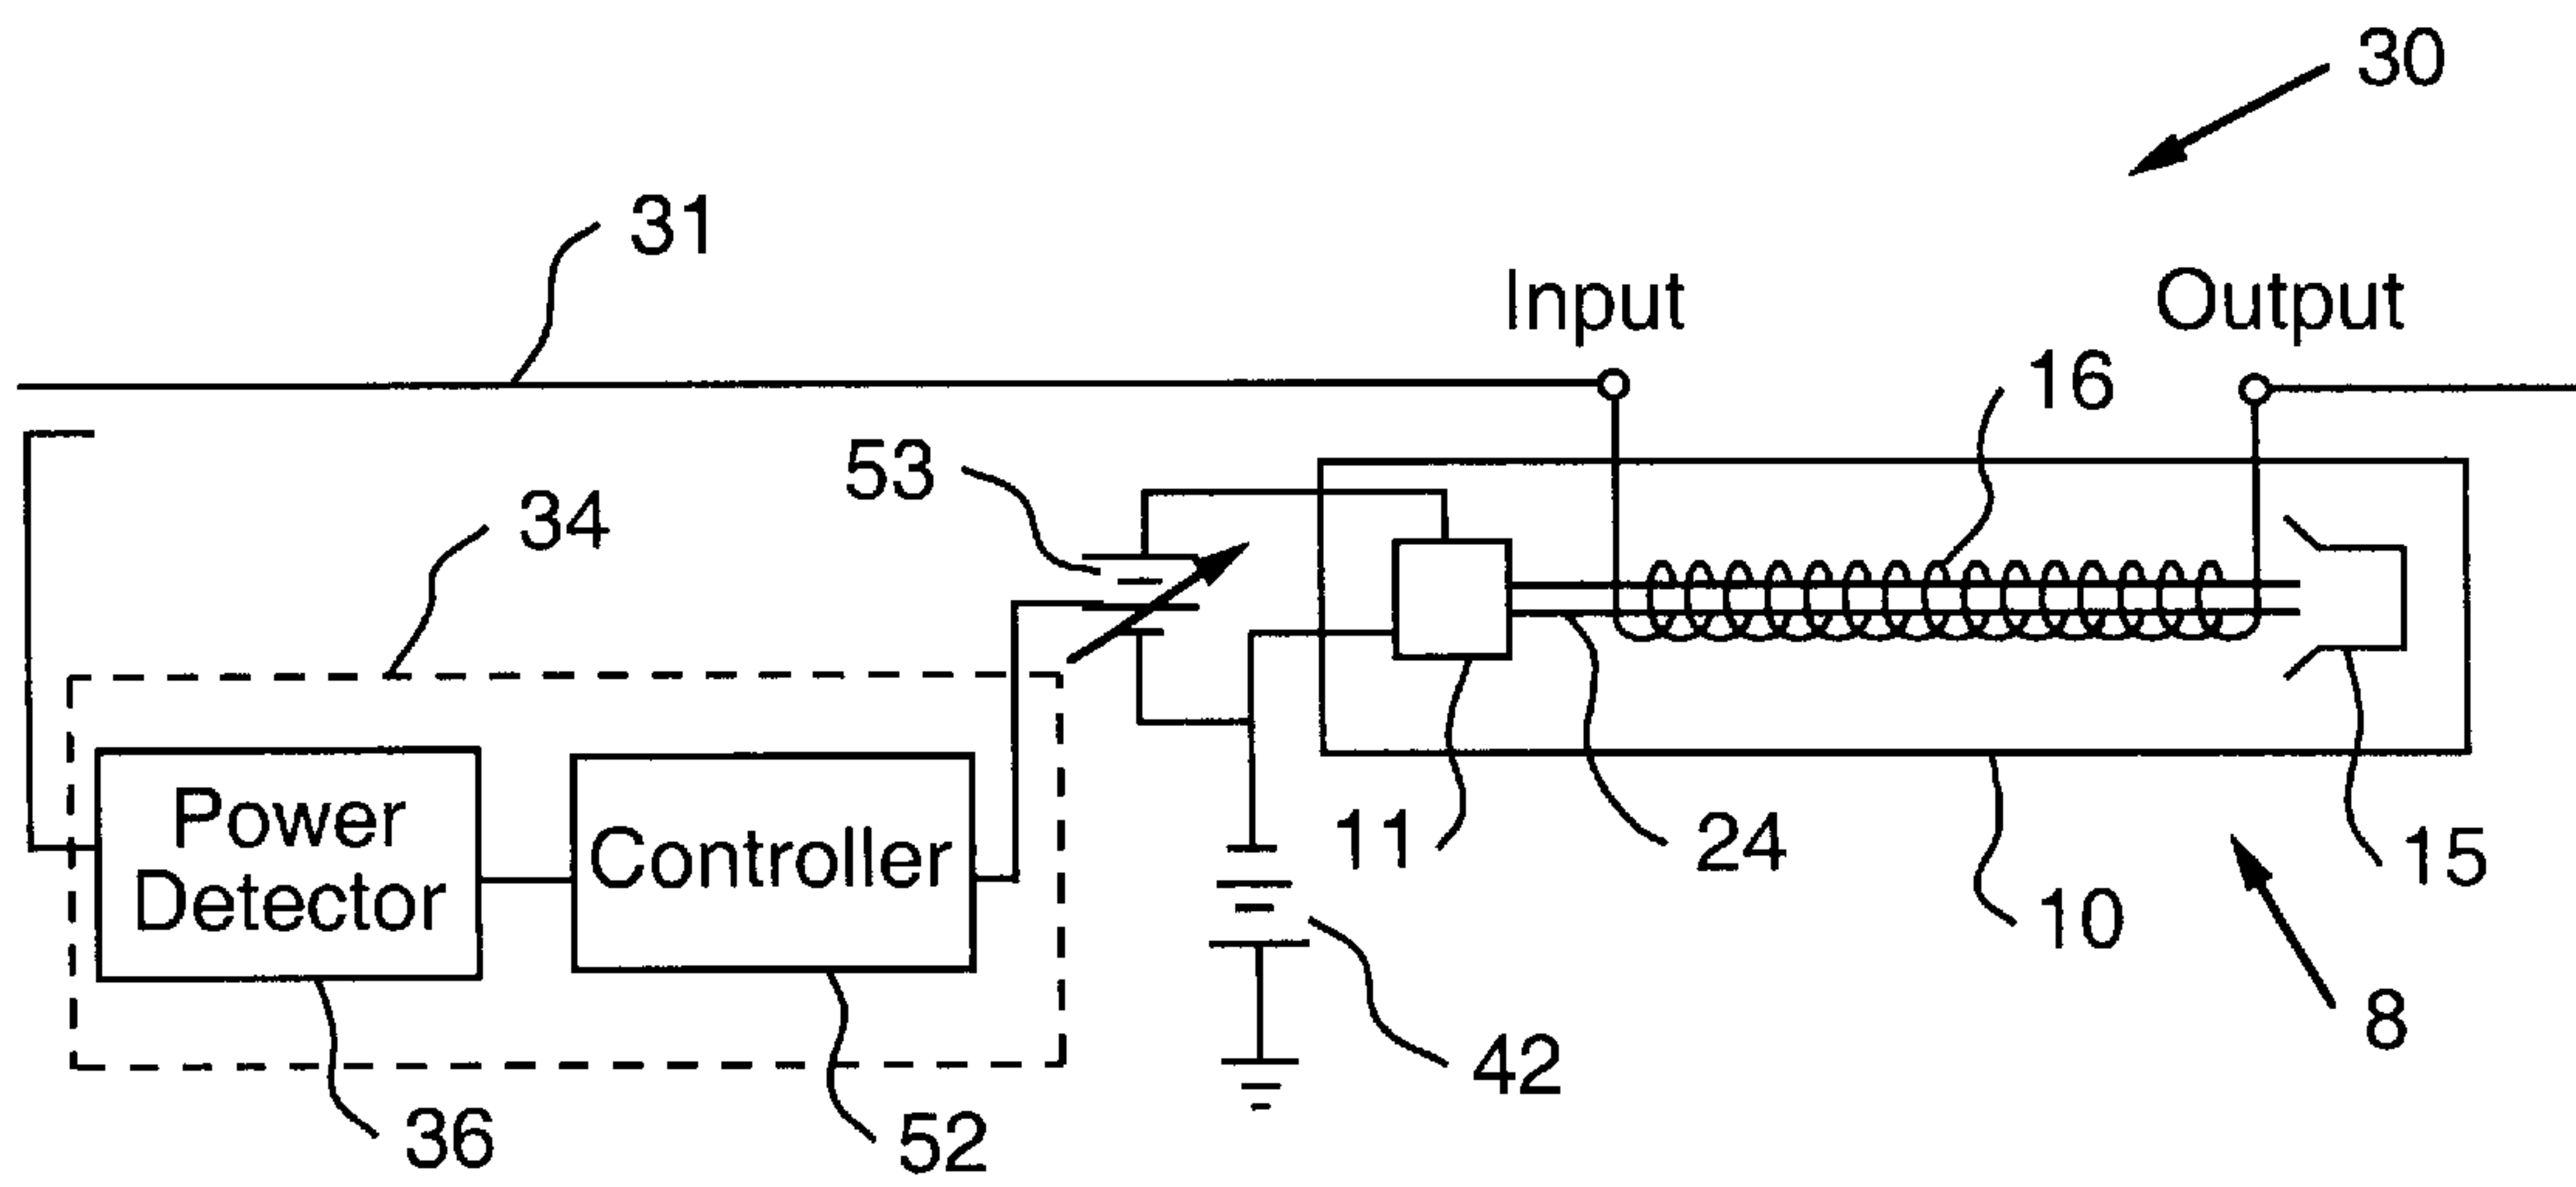 30
31
Input
Output
16
53
34
Power
Detector
Controller
11
24
15
10
8
42
36
52